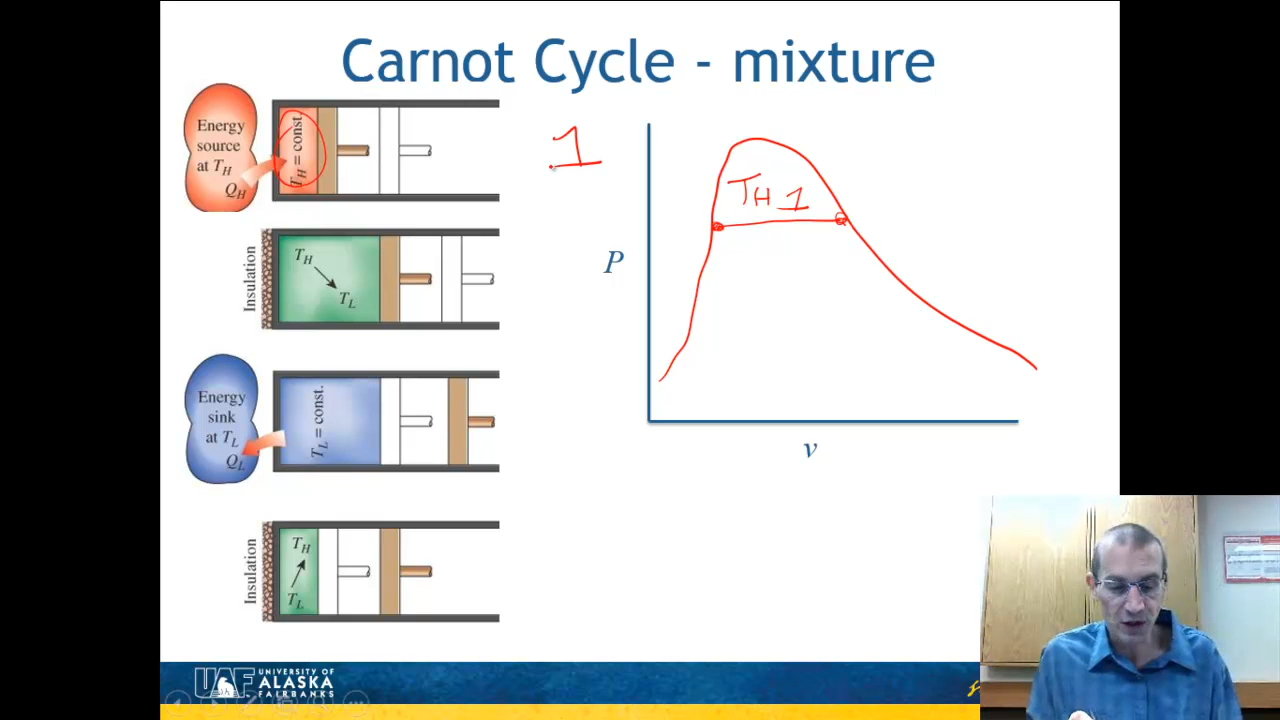 Carnot Cycle - mixture
Energy
source
at T_H
Q_H
T_H = const.
1
T_H 1
P
v
Insulation
T_H
T_L
Energy
sink
at T_L
Q_L
T_L = const.
Insulation
T_H
T_L
UAF
UNIVERSITY OF
ALASKA
FAIRBANKS